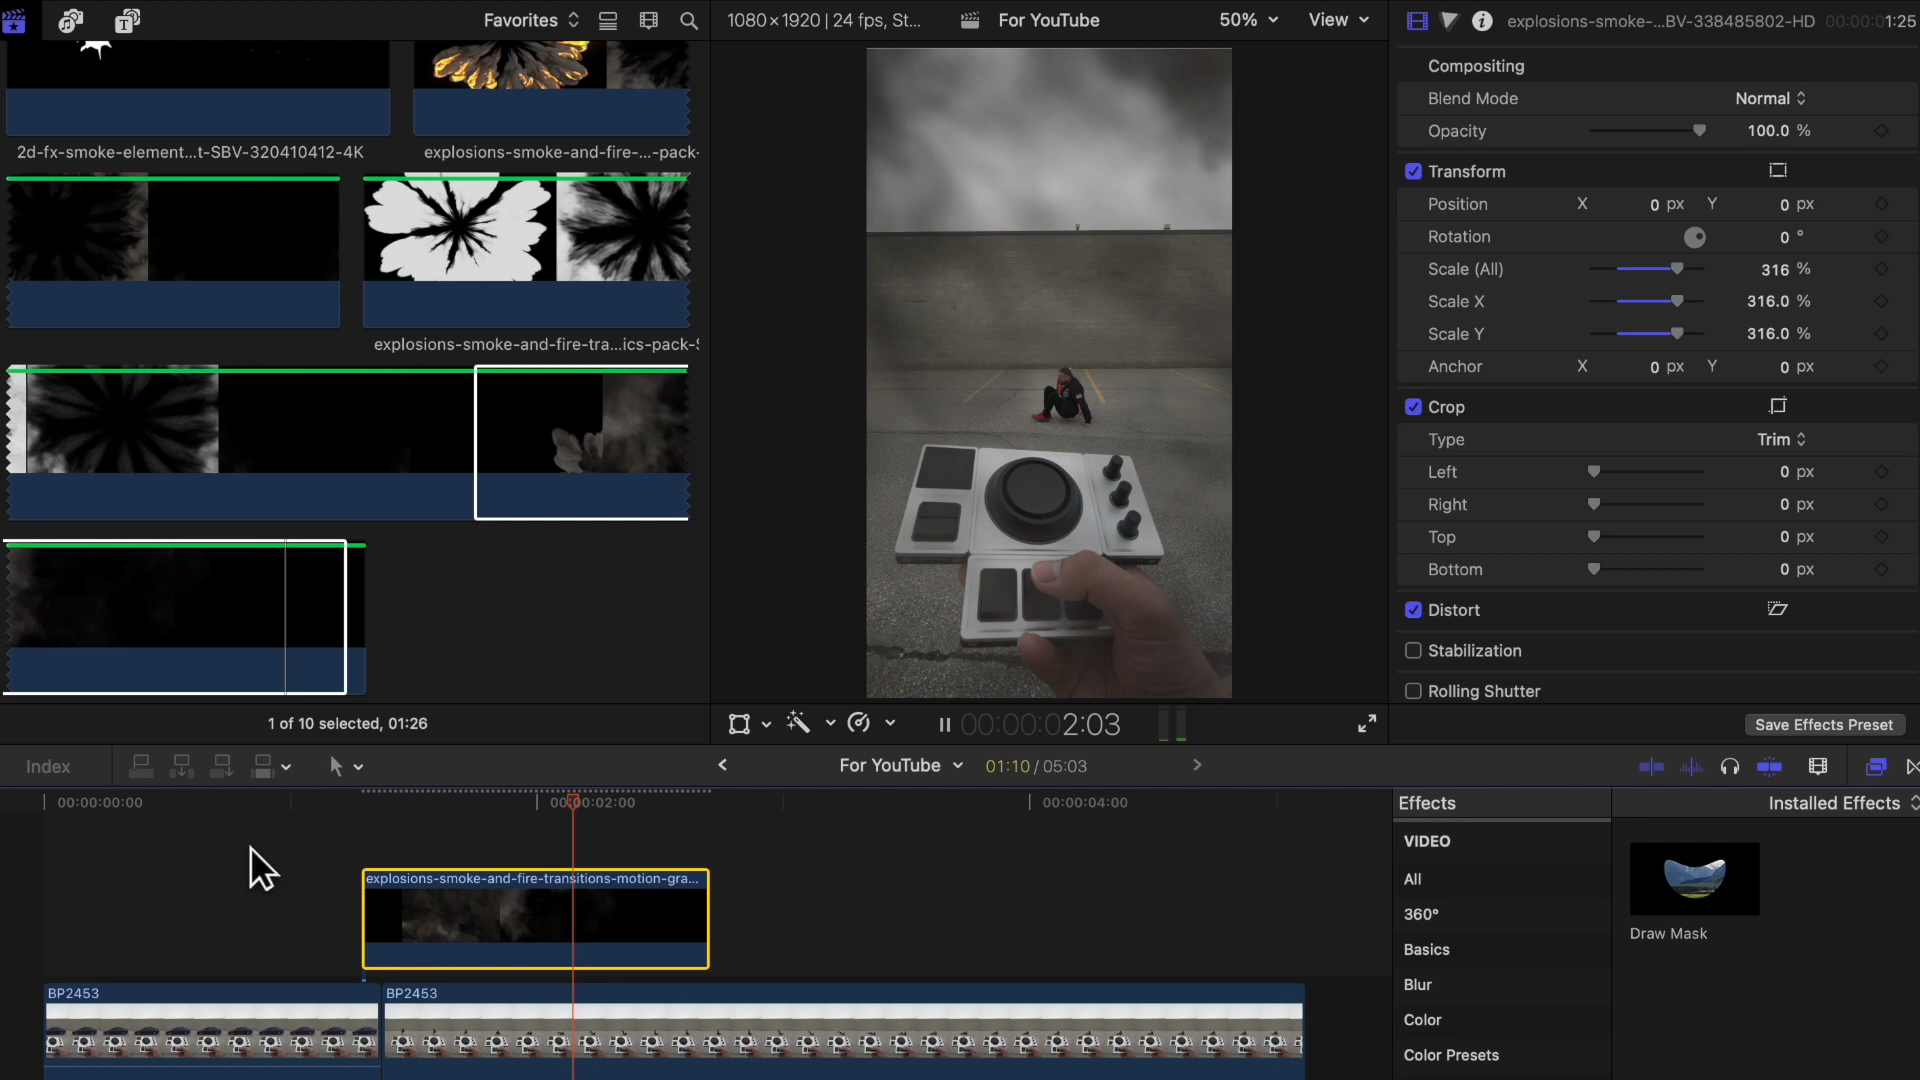 Favorites
1080×1920 | 24 fps, St...
For YouTube
50%
View
explosions-smoke-...BV-338485802-HD
00:00:01:25
2d-fx-smoke-element...t-SBV-320410412-4K
explosions-smoke-and-fire-...-pack-
explosions-smoke-and-fire-tra...ics-pack-S
1 of 10 selected, 01:26
Compositing
Blend Mode Normal
Opacity 100.0 %
Transform
Position X 0 px Y 0 px
Rotation 0 °
Scale (All) 316 %
Scale X 316.0 %
Scale Y 316.0 %
Anchor X 0 px Y 0 px
Crop
Type Trim
Left 0 px
Right 0 px
Top 0 px
Bottom 0 px
Distort
Stabilization
Rolling Shutter
Save Effects Preset
00:00:02:03
Index
For YouTube
01:10 / 05:03
00:00:00:00
00:00:02:00
00:00:04:00
explosions-smoke-and-fire-transitions-motion-gra...
BP2453
BP2453
Effects
Installed Effects
VIDEO
All
360°
Basics
Blur
Color
Color Presets
Draw Mask